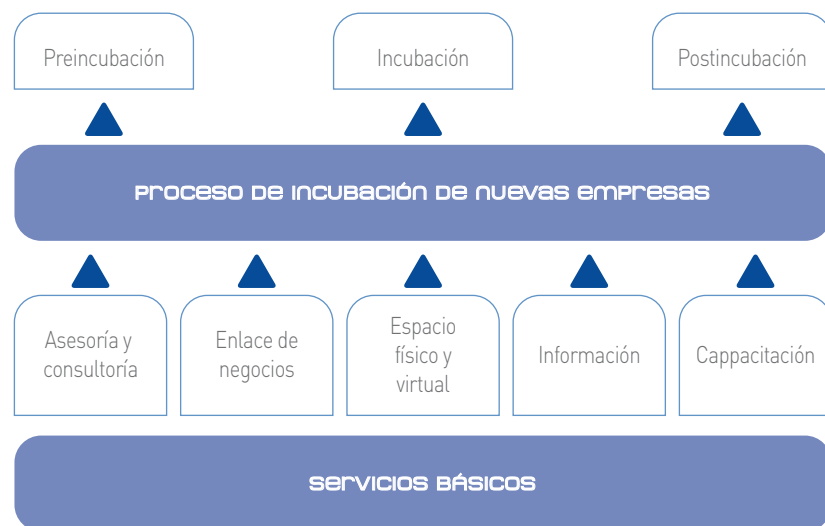 Preincubación
Incubación
Postincubación
PROCESO DE INCUBACIÓN DE NUEVAS EMPRESAS
Asesoría y
consultoría
Enlace de
negocios
Espacio
físico y
virtual
Información
Cappacitación
SERVICIOS BÁSICOS